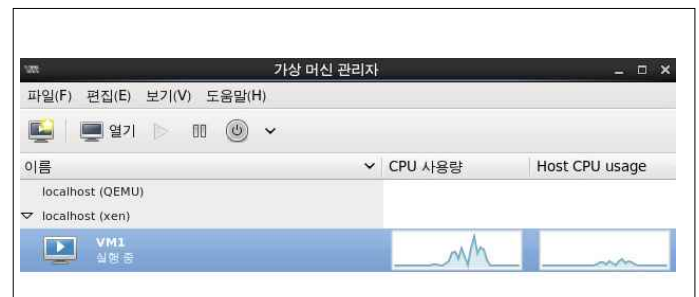 가상 머신 관리자
파일(F) 편집(E) 보기(V) 도움말(H)
열기
이름 CPU 사용량 Host CPU usage
localhost (QEMU)
localhost (xen)
VM1
실행 중